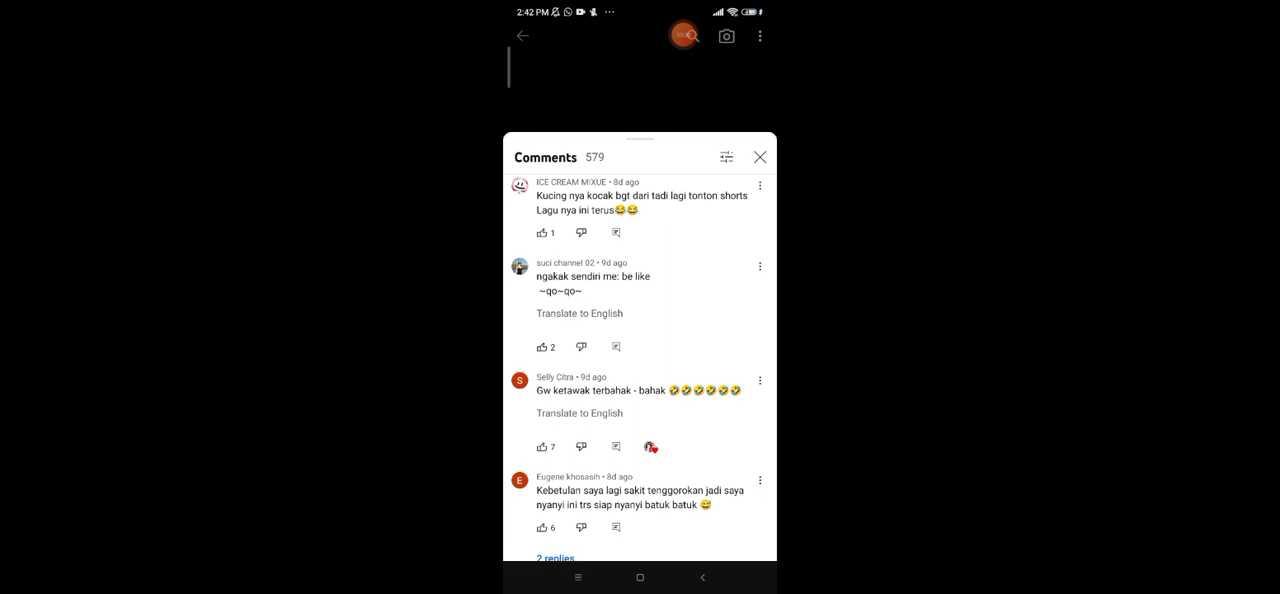 2:42 PM
Comments 579
ICE CREAM MIXUE • 8d ago
Kucing nya kocak bgt dari tadi lagi tonton shorts
Lagu nya ini terus😂😂
1
suci channel 02 • 9d ago
ngakak sendiri me: be like
~qo~qo~
Translate to English
2
Selly Citra • 9d ago
Gw ketawak terbahak - bahak 🤣🤣🤣🤣🤣🤣
Translate to English
7
Eugene khosasih • 8d ago
Kebetulan saya lagi sakit tenggorokan jadi saya
nyanyi ini trs siap nyanyi batuk batuk 😅
6
2 replies
S
E